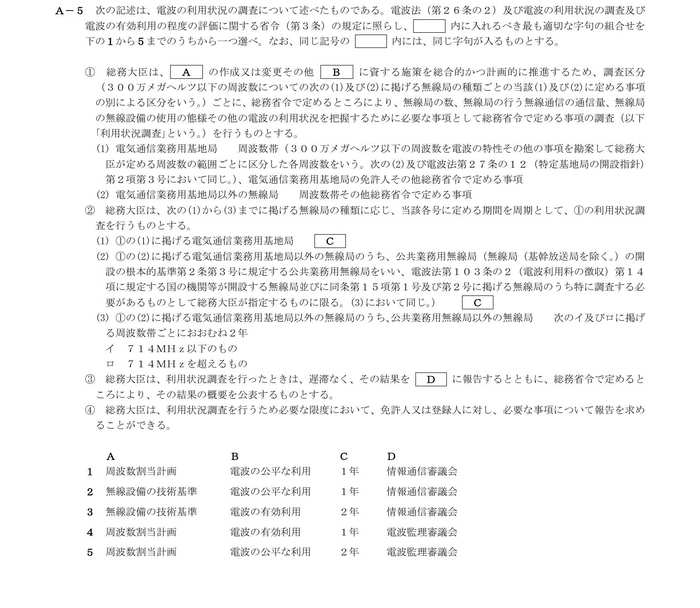 A－5 次の記述は、電波の利用状況の調査について述べたものである。電波法（第２６条の２）及び電波の利用状況の調査及び
電波の有効利用の程度の評価に関する省令（第３条）の規定に照らし、 内に入れるべき最も適切な字句の組合せを
下の1から5までのうちから一つ選べ。なお、同じ記号の 内には、同じ字句が入るものとする。
① 総務大臣は、 A の作成又は変更その他 B に資する施策を総合的かつ計画的に推進するため、調査区分
（３００万メガヘルツ以下の周波数についての次の(1)及び(2)に掲げる無線局の種類ごとの当該(1)及び(2)に定める事項
の別による区分をいう。）ごとに、総務省令で定めるところにより、無線局の数、無線局の行う無線通信の通信量、無線局
の無線設備の使用の態様その他の電波の利用状況を把握するために必要な事項として総務省令で定める事項の調査（以下
「利用状況調査」という。）を行うものとする。
(1) 電気通信業務用基地局 周波数帯（３００万メガヘルツ以下の周波数を電波の特性その他の事項を勘案して総務大
臣が定める周波数の範囲ごとに区分した各周波数をいう。次の(2)及び電波法第２７条の１２（特定基地局の開設指針）
第２項第３号において同じ。）、電気通信業務用基地局の免許人その他総務省令で定める事項
(2) 電気通信業務用基地局以外の無線局 周波数帯その他総務省令で定める事項
② 総務大臣は、次の(1)から(3)までに掲げる無線局の種類に応じ、当該各号に定める期間を周期として、①の利用状況調
査を行うものとする。
(1) ①の(1)に掲げる電気通信業務用基地局 C
(2) ①の(2)に掲げる電気通信業務用基地局以外の無線局のうち、公共業務用無線局（無線局（基幹放送局を除く。）の開
設の根本的基準第２条第３号に規定する公共業務用無線局をいい、電波法第１０３条の２（電波利用料の徴収）第１４
項に規定する国の機関等が開設する無線局並びに同条第１５項第１号及び第２号に掲げる無線局のうち特に調査する必
要があるものとして総務大臣が指定するものに限る。(3)において同じ。） C
(3) ①の(2)に掲げる電気通信業務用基地局以外の無線局のうち、公共業務用無線局以外の無線局 次のイ及びロに掲げ
る周波数帯ごとにおおむね２年
イ ７１４ＭＨｚ以下のもの
ロ ７１４ＭＨｚを超えるもの
③ 総務大臣は、利用状況調査を行ったときは、遅滞なく、その結果を D に報告するとともに、総務省令で定めると
ころにより、その結果の概要を公表するものとする。
④ 総務大臣は、利用状況調査を行うため必要な限度において、免許人又は登録人に対し、必要な事項について報告を求め
ることができる。
A B C D
1 周波数割当計画 電波の公平な利用 １年 情報通信審議会
2 無線設備の技術基準 電波の公平な利用 １年 情報通信審議会
3 無線設備の技術基準 電波の有効利用 ２年 情報通信審議会
4 周波数割当計画 電波の有効利用 １年 電波監理審議会
5 周波数割当計画 電波の公平な利用 ２年 電波監理審議会